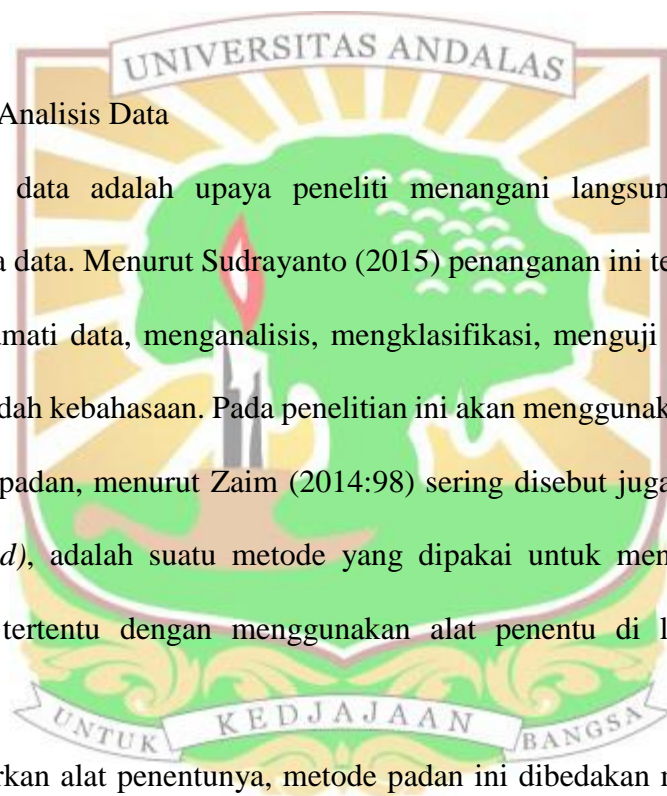 UNIVERSITAS ANDALAS
Analisis Data
data adalah upaya peneliti menangani langsun
a data. Menurut Sudrayanto (2015) penanganan ini te
mati data, menganalisis, mengklasifikasi, menguji
dah kebahasaan. Pada penelitian ini akan menggunak
padan, menurut Zaim (2014:98) sering disebut juga
d), adalah suatu metode yang dipakai untuk men
tertentu dengan menggunakan alat penentu di l
UNTUK KEDJAJAAN BANGSA
rkan alat penentunya, metode padan ini dibedakan m